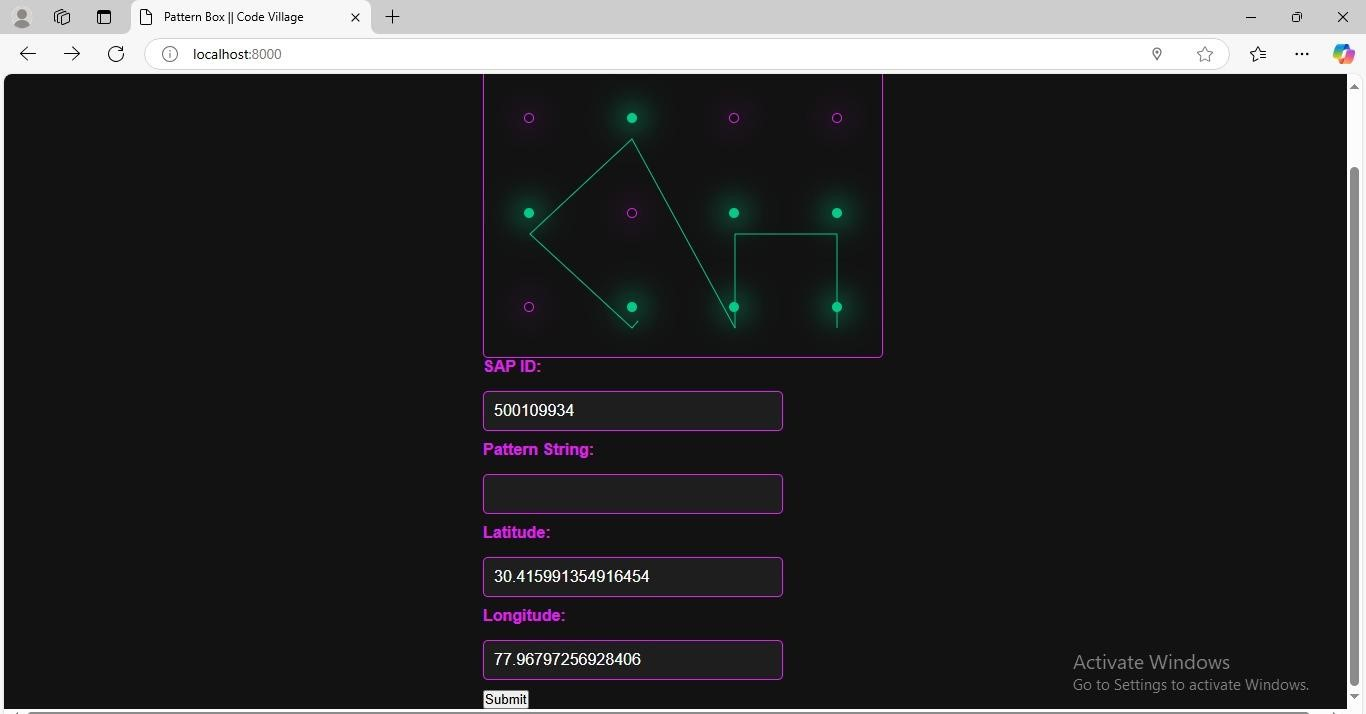 Pattern Box || Code Village
localhost:8000
SAP ID:
500109934
Pattern String:
Latitude:
30.415991354916454
Longitude:
77.96797256928406
Submit
Activate Windows
Go to Settings to activate Windows.